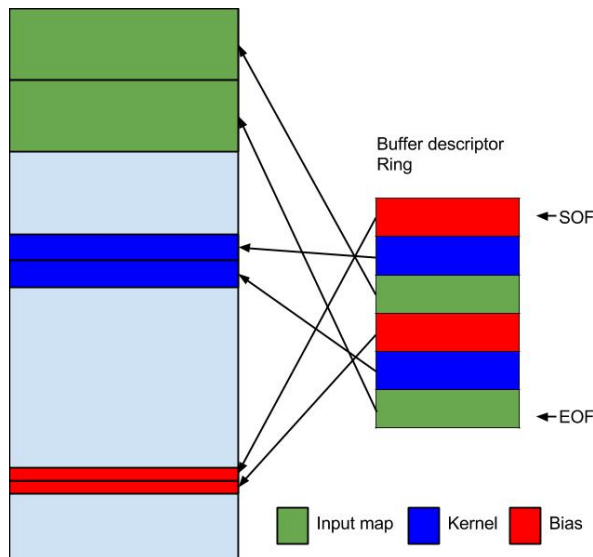 Buffer descriptor
Ring
SOF
EOF
Input map
Kernel
Bias